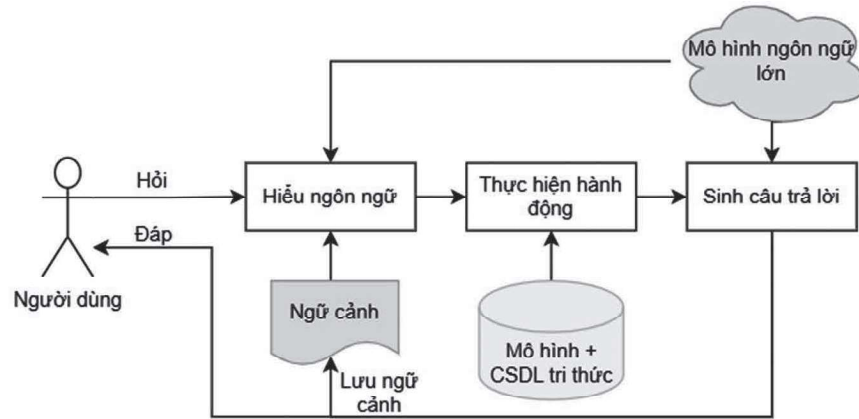 Mô hình ngôn ngữ
lớn
Hỏi
Hiểu ngôn ngữ
Thực hiện hành
động
Sinh câu trả lời
Đáp
Người dùng
Ngữ cảnh
Mô hình +
CSDL tri thức
Lưu ngữ
cảnh